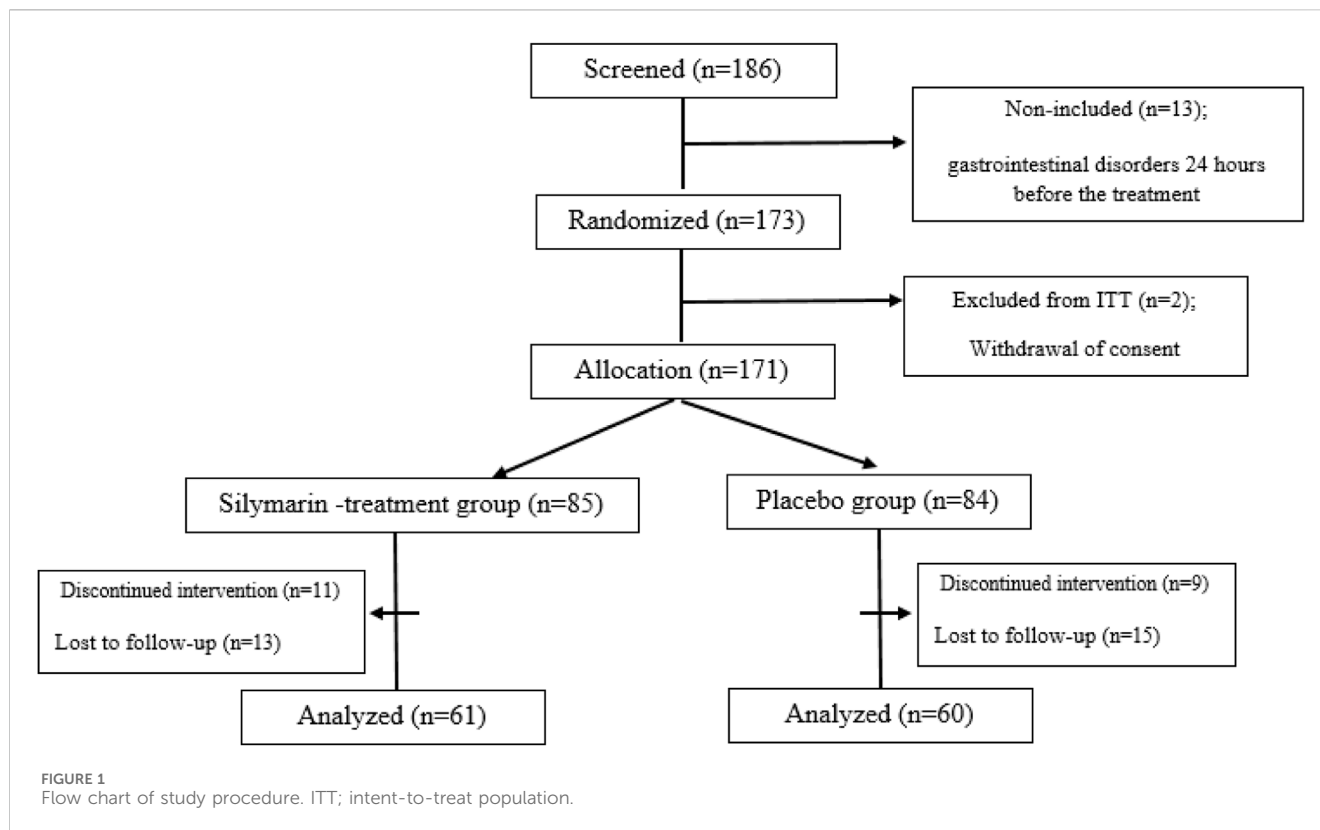 Screened (n=186)
Non-included (n=13);
gastrointestinal disorders 24 hours
before the treatment
Randomized (n=173)
Excluded from ITT (n=2);
Withdrawal of consent
Allocation (n=171)
Silymarin -treatment group (n=85)
Placebo group (n=84)
Discontinued intervention (n=11)
Lost to follow-up (n=13)
Discontinued intervention (n=9)
Lost to follow-up (n=15)
Analyzed (n=61)
Analyzed (n=60)
FIGURE 1
Flow chart of study procedure. ITT; intent-to-treat population.